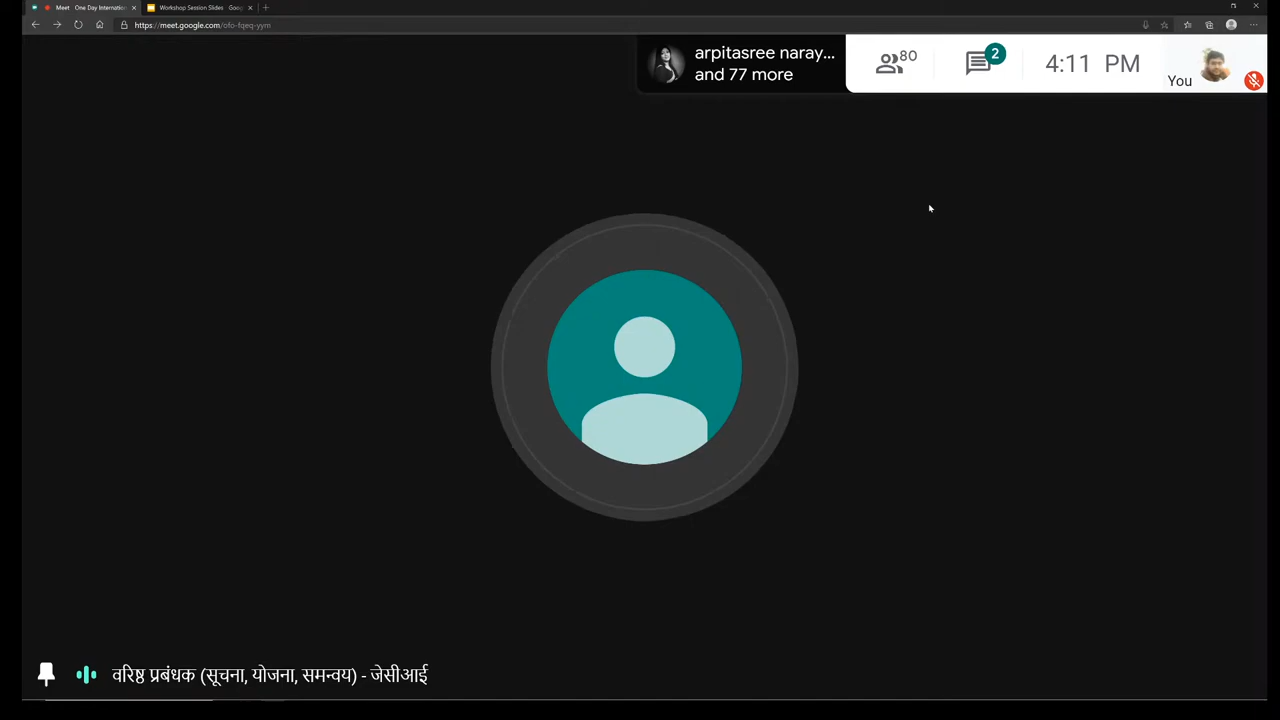 Meet   One Day Internatio
Workshop Session Slides - Goog
https://meet.google.com/ofo-fqeq-yym
arpitasree naray...
and 77 more
80
2
4:11 PM
You
वरिष्ठ प्रबंधक (सूचना, योजना, समन्वय) - जेसीआई